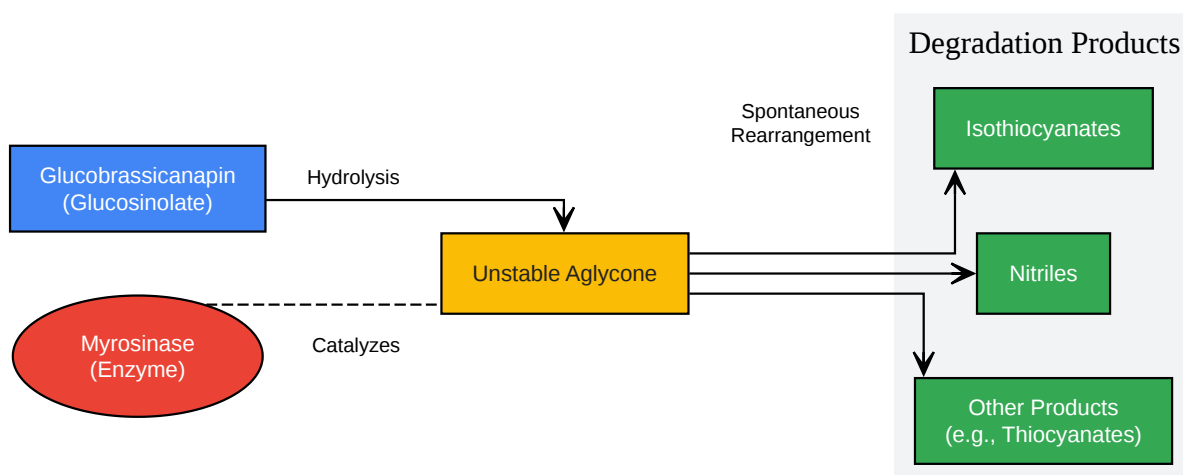 Degradation Products
Spontaneous
Rearrangement
Isothiocyanates
Glucobrassicanapin
(Glucosinolate)
Hydrolysis
Unstable Aglycone
Nitriles
Myrosinase
(Enzyme)
Catalyzes
Other Products
(e.g., Thiocyanates)